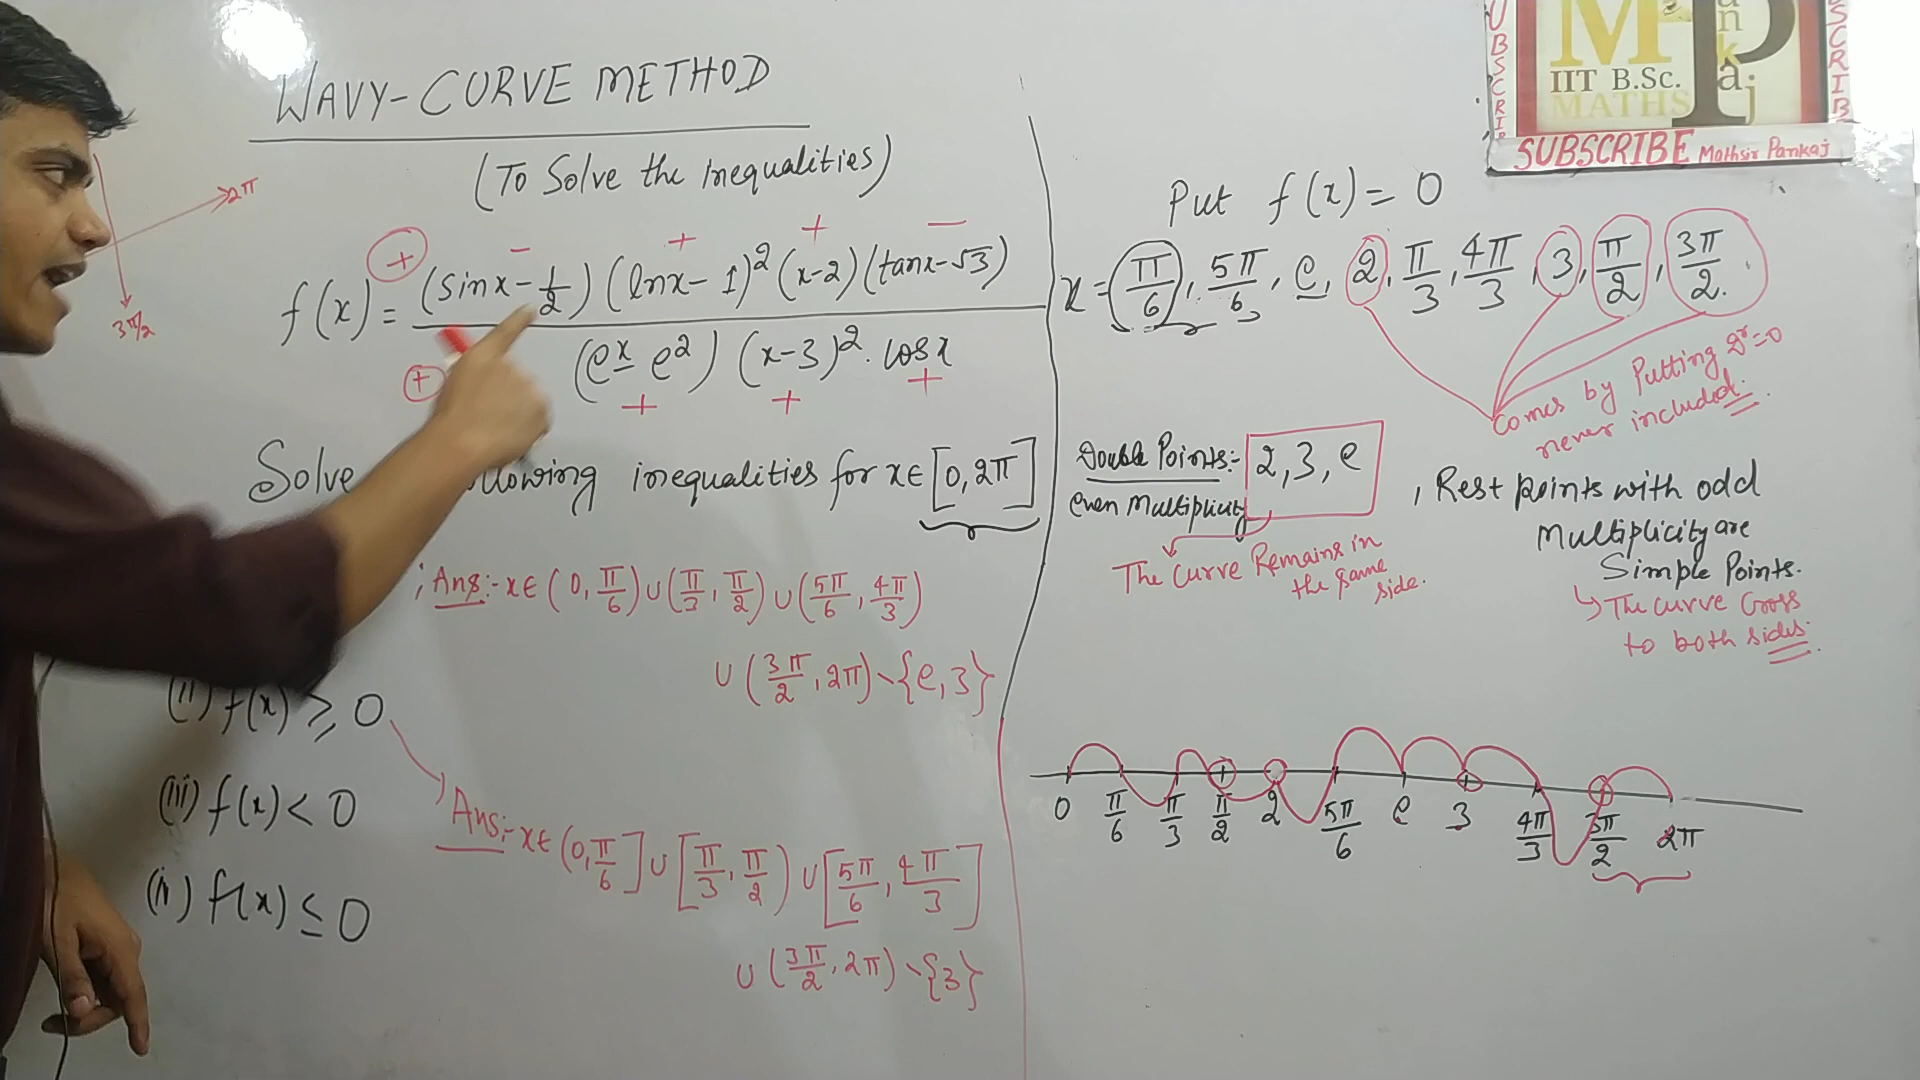 WAVY-CURVE METHOD
(To Solve the inequalities)
2π
3π/2
+ - + + -
f(x) = (sinx - 1/2) (lnx - 1)² (x-2) (tanx - √3)
(eˣ - e²) (x-3)² . cosx
+ + + +
Solve ollowing inequalities for x ∈ [0, 2π]
; Ans:- x ∈ (0, π/6) ∪ (π/3, π/2) ∪ (5π/6, 4π/3)
∪ (3π/2, 2π) \ {e, 3}
(ii) f(x) ≥ 0
(iii) f(x) < 0
Ans:- x ∈ (0, π/6] ∪ [π/3, π/2) ∪ [5π/6, 4π/3]
∪ (3π/2, 2π) \ {3}
f(x) ≤ 0
Put f(x) = 0
x = π/6, 5π/6, e, 2, π/3, 4π/3, 3, π/2, 3π/2.
Comes by Putting Dʳ=0
never included.
Double Points:- 2, 3, e
even Multiplicity
, Rest points with odd
Multiplicity are
Simple Points.
The Curve Remains in
the same
side.
The curve Cross
to both sides.
0 π/6 π/3 π/2 2 5π/6 e 3 4π/3 3π/2 2π
MP
ankaj
IIT B.Sc.
MATHS
SUBSCRIBE Mathsir Pankaj